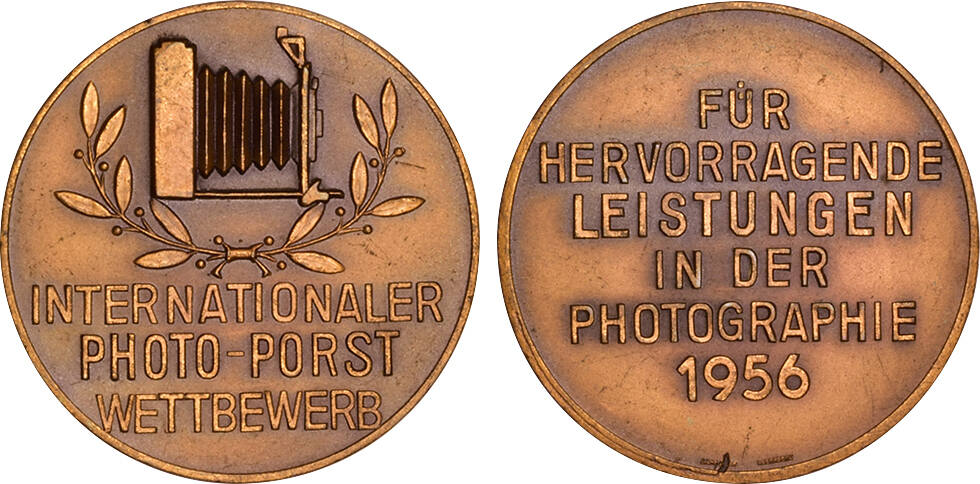 INTERNATIONALER
PHOTO-PORST
WETTBEWERB
FÜR
HERVORRAGENDE
LEISTUNGEN
IN DER
PHOTOGRAPHIE
1956